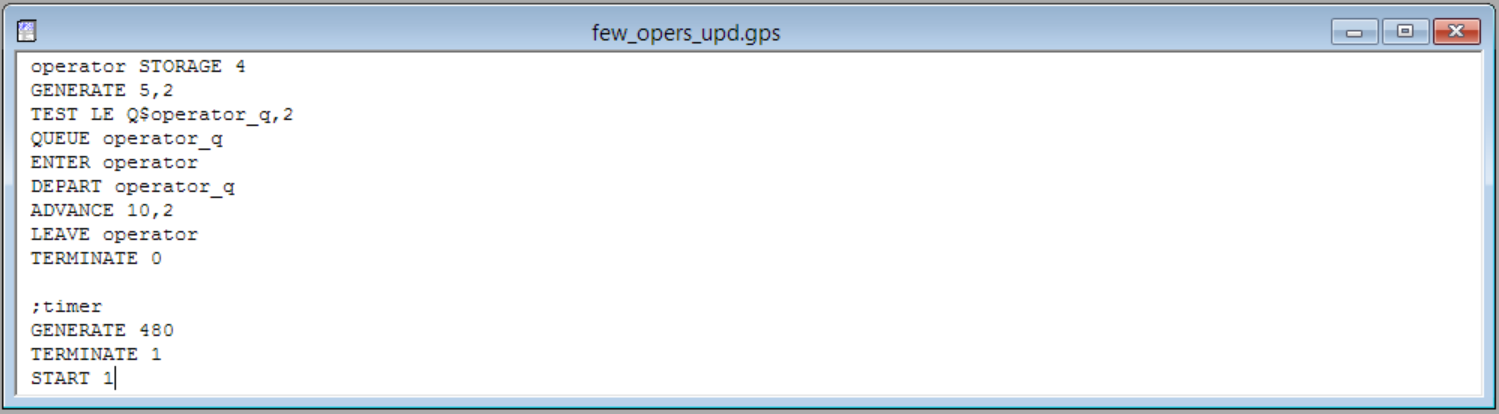 few_opers_upd.gps
operator STORAGE 4
GENERATE 5,2
TEST LE Q$operator_q,2
QUEUE operator_q
ENTER operator
DEPART operator_q
ADVANCE 10,2
LEAVE operator
TERMINATE 0
;timer
GENERATE 480
TERMINATE 1
START 1